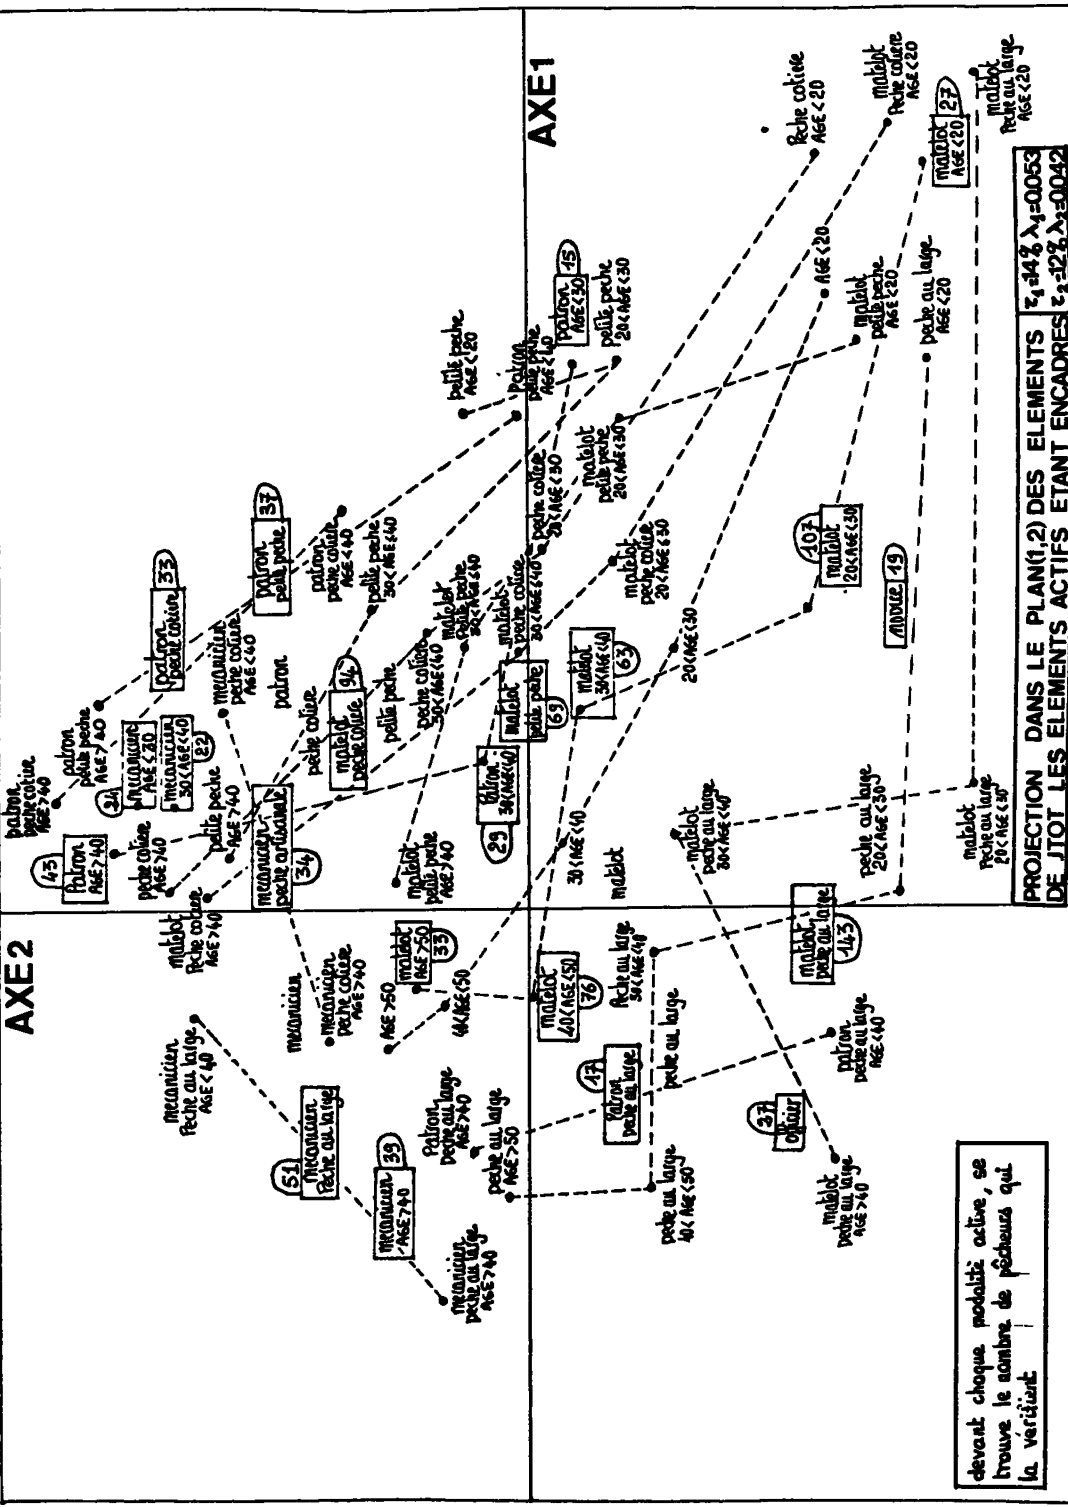 AXE2
AXE1
patron
peche cotiere
AGE>40
patron
petite peche
AGE>40
43
Patron
AGE>40
24
mecanicien
AGE<30
mecanicien
30<AGE<40
22
patron
peche cotiere
33
peche cotiere
AGE>40
petite peche
AGE>40
mecanicien
peche cotiere
AGE<40
patron
petite peche
37
matelot
Peche cotiere
AGE>40
mecanicien
peche artisanale
34
patron
peche cotiere
matelot
peche cotiere
94
patron
peche cotiere
AGE<40
petite peche
30<AGE<40
petite peche
peche cotiere
30<AGE<40
matelot
Petite peche
30<AGE<40
petite peche
AGE<20
Patron
petite peche
AGE<40
matelot
petite peche
AGE>40
29
Patron
30<AGE<40
matelot
petite peche
69
matelot
peche cotiere
30<AGE<40
peche cotiere
20<AGE<30
patron
AGE<30
15
petite peche
20<AGE<30
matelot
petite peche
20<AGE<30
matelot
30<AGE<40
63
matelot
peche cotiere
20<AGE<30
30<AGE<40
matelot
20<AGE<30
matelot
peche au large
30<AGE<40
107
matelot
20<AGE<30
mousse 19
AGE<20
matelot
petite peche
AGE<20
peche au large
AGE<20
Peche cotiere
AGE<20
matelot
Peche cotiere
AGE<20
matelot
AGE<20
27
matelot
Peche au large
AGE<20
peche au large
20<AGE<30
matelot
Peche au large
20<AGE<30
mecanicien
Peche au large
AGE<40
mecanicien
mecanicien
peche cotiere
AGE>40
51
mecanicien
Peche au large
AGE>50
matelot
AGE>50
33
40<AGE<50
mecanicien
AGE>40
39
Patron
peche au large
AGE>40
mecanicien
peche au large
AGE>40
peche au large
AGE>50
matelot
40<AGE<50
76
17
Patron
peche au large
Peche au large
30<AGE<40
peche au large
peche au large
40<AGE<50
37
officier
matelot
peche au large
143
patron
peche au large
AGE<40
matelot
peche au large
AGE>40
PROJECTION DANS LE PLAN(1,2) DES ELEMENTS
DE JTOT LES ELEMENTS ACTIFS ETANT ENCADRES
τ1=14% λ1=0.053
τ2=12% λ2=0.042
devant chaque modalité active, se
trouve le nombre de pêcheurs qui
la vérifient